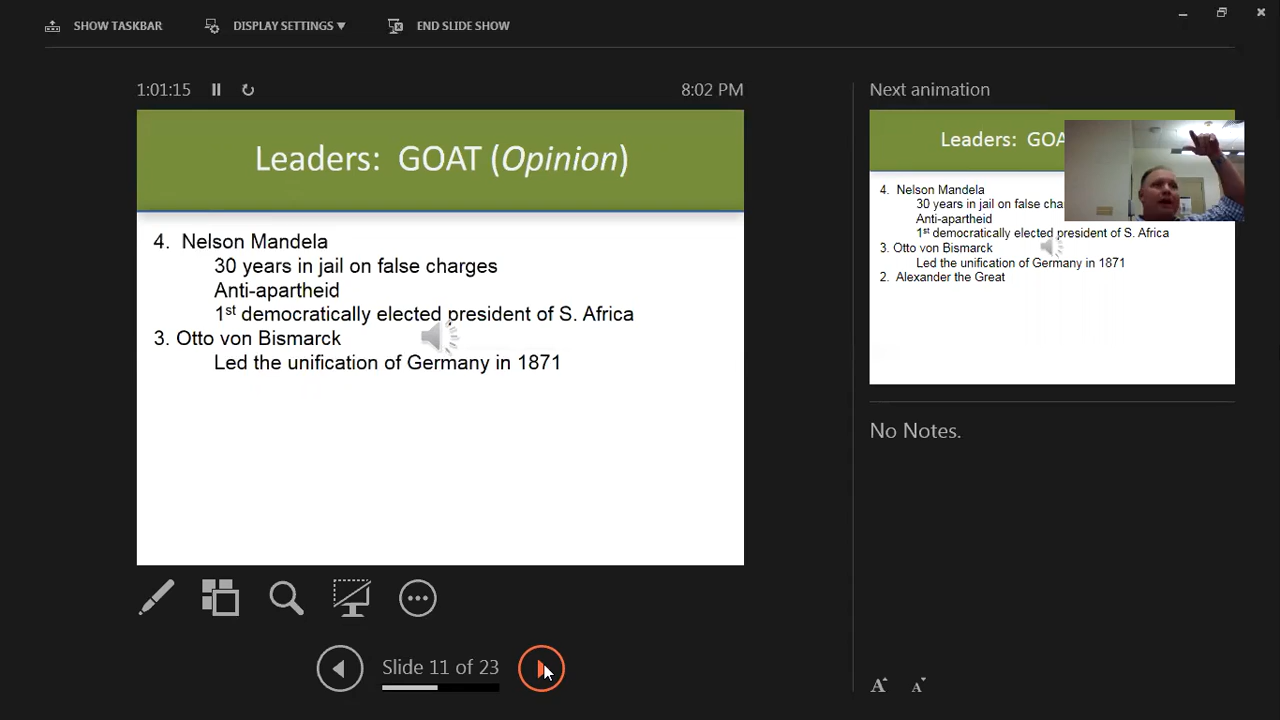 SHOW TASKBAR
DISPLAY SETTINGS ▼
END SLIDE SHOW
1:01:15
8:02 PM
Leaders: GOAT (Opinion)
4. Nelson Mandela
30 years in jail on false charges
Anti-apartheid
1st democratically elected president of S. Africa
3. Otto von Bismarck
Led the unification of Germany in 1871
Slide 11 of 23
Next animation
Leaders: GOA
4. Nelson Mandela
30 years in jail on false cha
Anti-apartheid
1st democratically elected president of S. Africa
3. Otto von Bismarck
Led the unification of Germany in 1871
2. Alexander the Great
No Notes.
A A